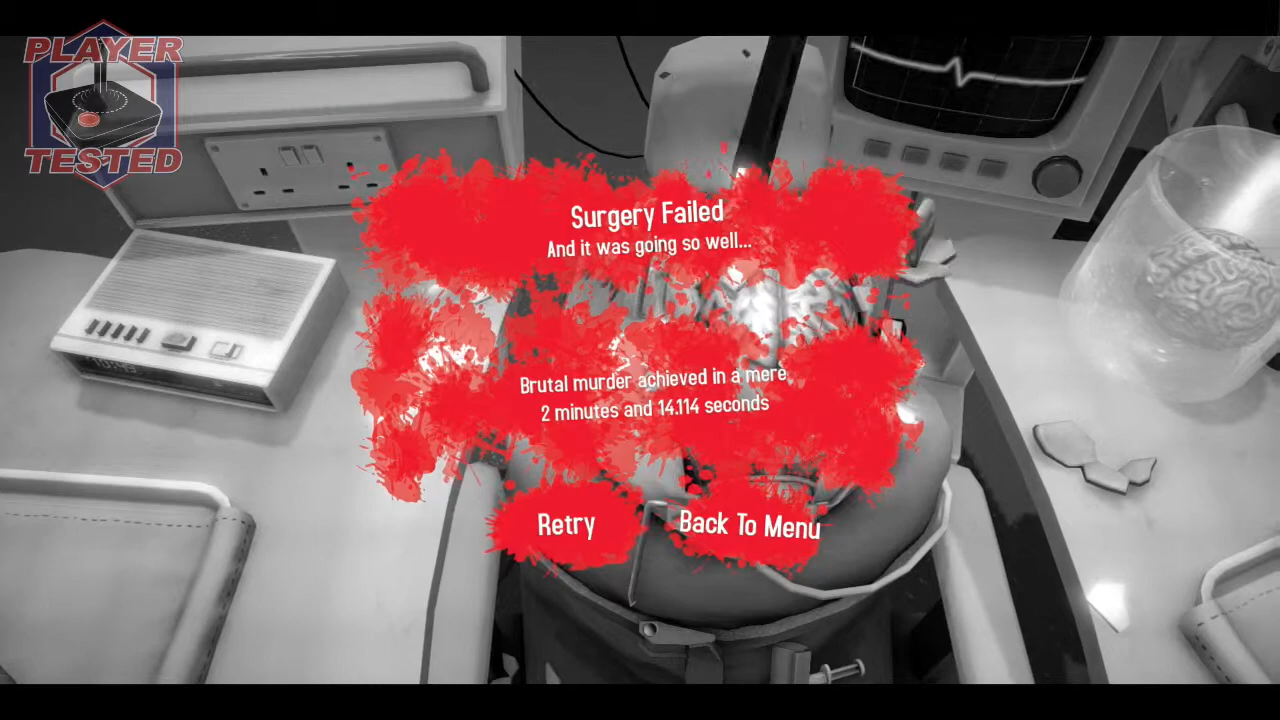 PLAYER
TESTED
Surgery Failed
And it was going so well...
Brutal murder achieved in a mere
2 minutes and 14.114 seconds
Retry
Back To Menu